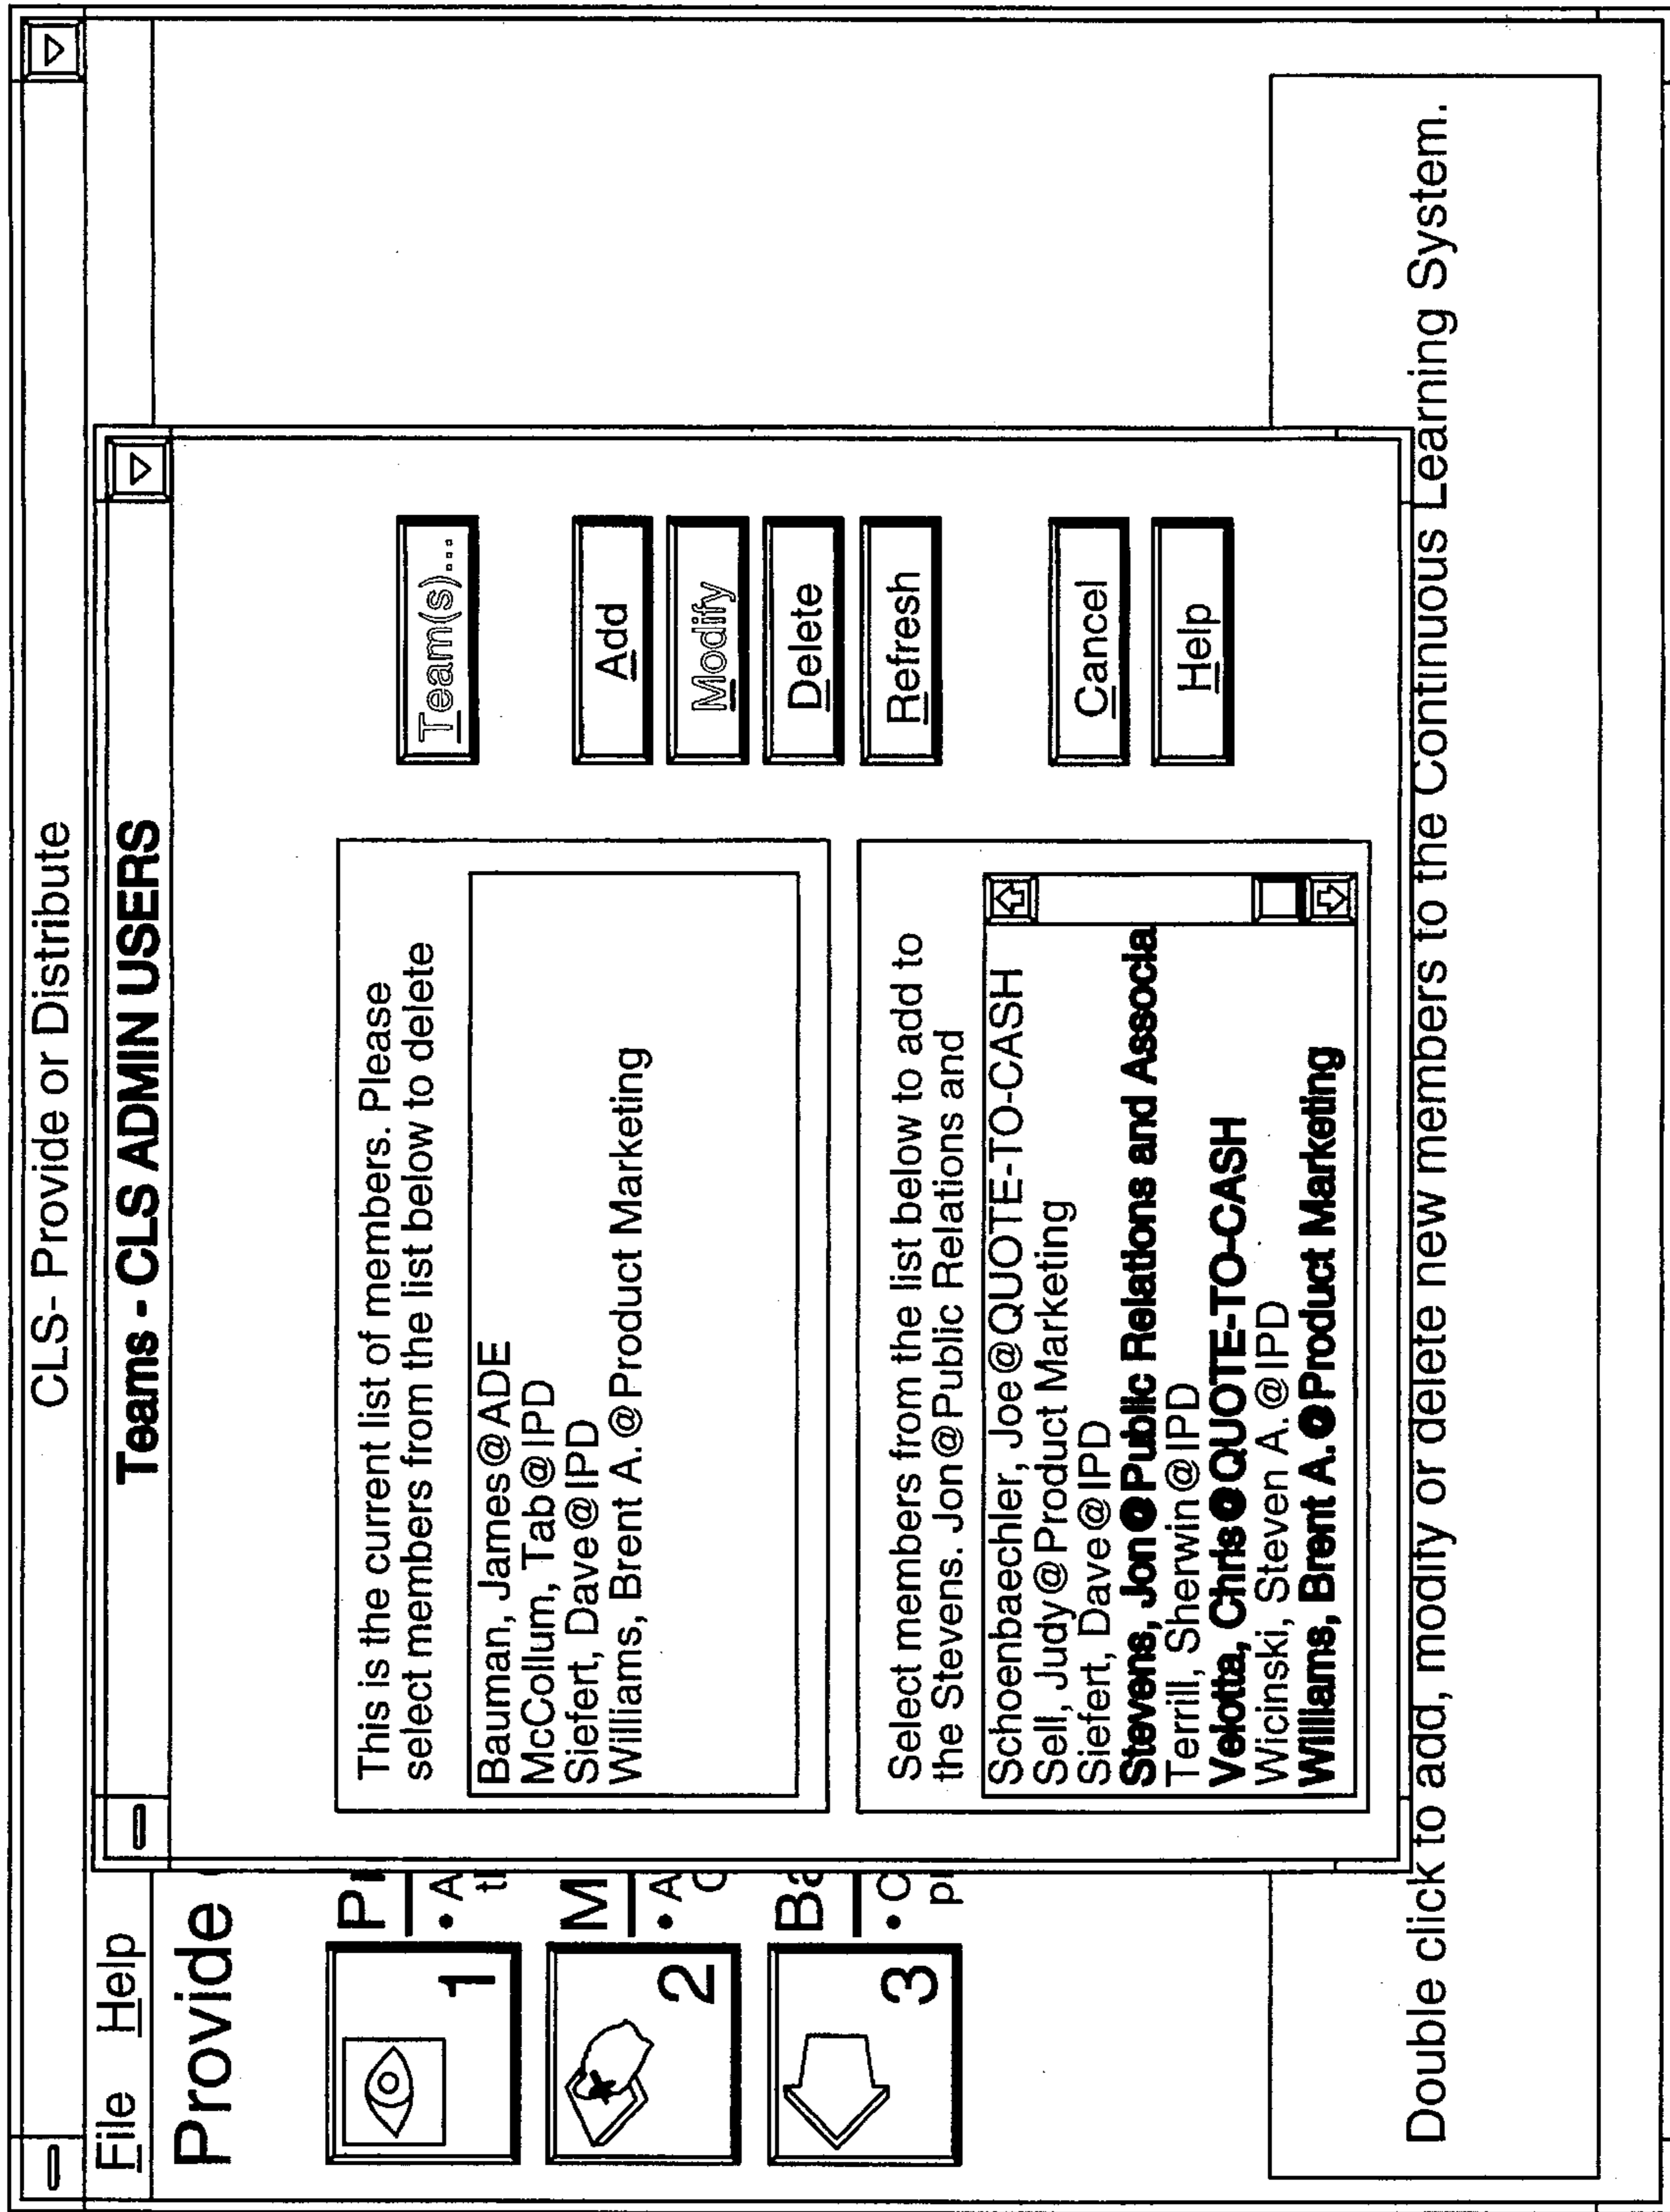 CLS- Provide or Distribute
File Help
Provide
Teams - CLS ADMIN USERS
1
2
3
This is the current list of members. Please
select members from the list below to delete
Bauman, James@ADE
McCollum, Tab@IPD
Siefert, Dave@IPD
Williams, Brent A.@Product Marketing
Select members from the list below to add to
the Stevens. Jon@Public Relations and
Schoenbaechler, Joe@QUOTE-TO-CASH
Sell, Judy@Product Marketing
Siefert, Dave@IPD
Stevens, Jon@Public Relations and Associa
Terrill, Sherwin@IPD
Velotta, Chris@QUOTE-TO-CASH
Wicinski, Steven A.@IPD
Williams, Brent A.@Product Marketing
Team(s)...
Add
Modify
Delete
Refresh
Cancel
Help
Double click to add, modify or delete new members to the Continuous Learning System.